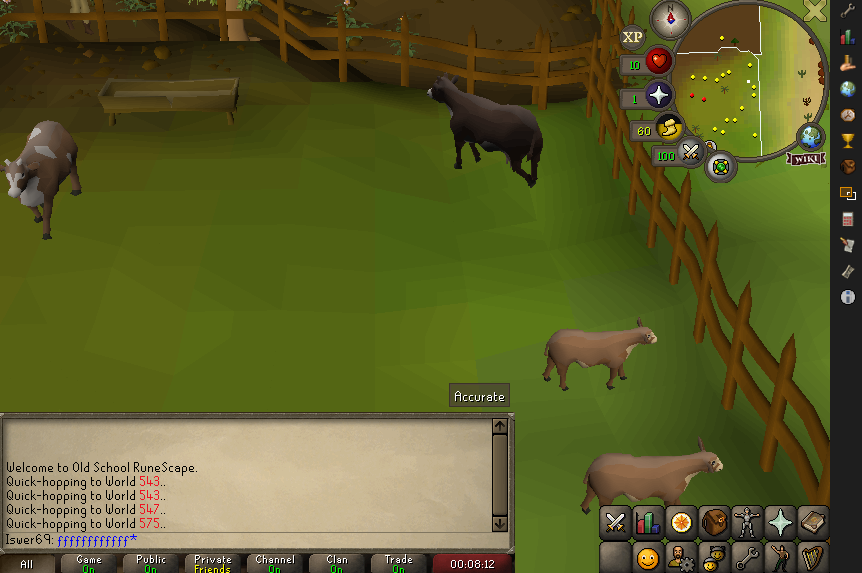 N
XP
10
1
60
100
WIKI
Accurate
Welcome to Old School RuneScape.
Quick-hopping to World 543..
Quick-hopping to World 543..
Quick-hopping to World 547..
Quick-hopping to World 575..
Iswer69: ffffffffffff*
All
Game
On
Public
On
Private
Friends
Channel
On
Clan
On
Trade
On
00:08:12